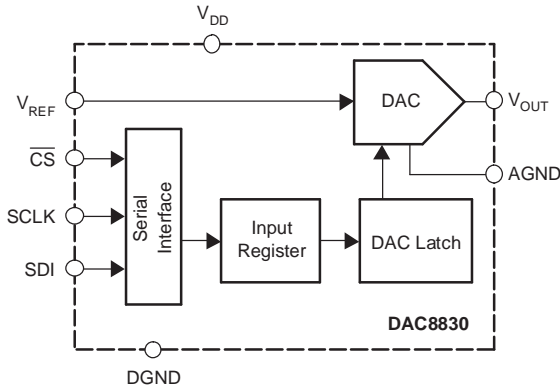 VDD
VREF
DAC
VOUT
CS
AGND
SCLK
Serial
Interface
Input
Register
DAC Latch
SDI
DAC8830
DGND